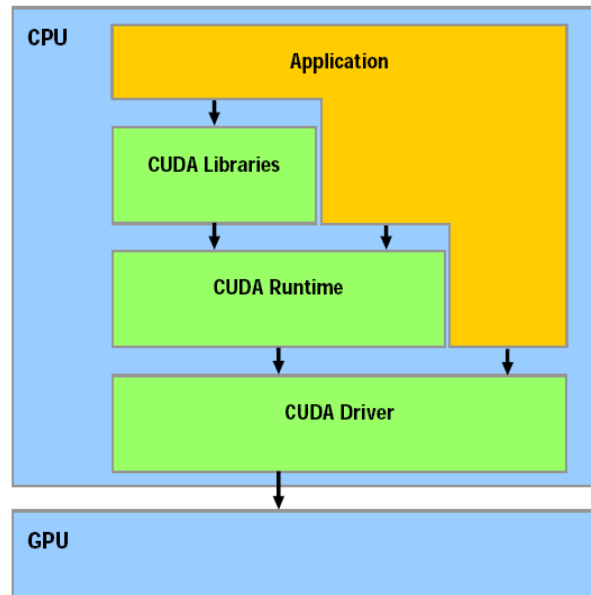 CPU
Application
CUDA Libraries
CUDA Runtime
CUDA Driver
GPU